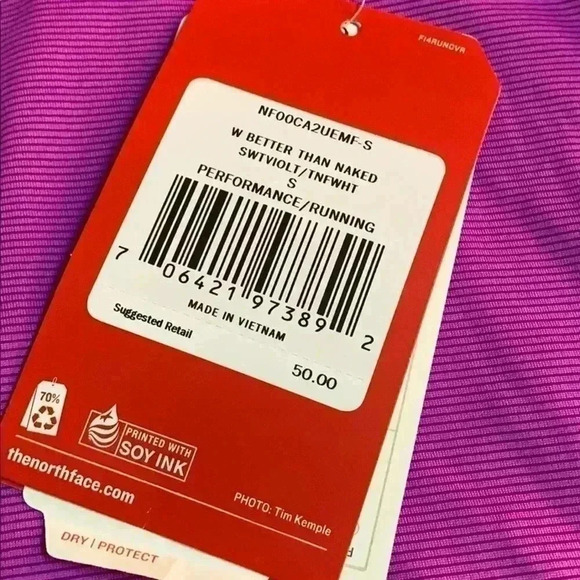 FI4RUNDVR
NF00CA2UEMF-S
W BETTER THAN NAKED
SWTVIOLT/TNFWHT
S
PERFORMANCE/RUNNING
7 06421 97389 2
MADE IN VIETNAM
Suggested Retail
50.00
70%
PRINTED WITH
SOY INK
thenorthface.com
PHOTO: Tim Kemple
DRY | PROTECT